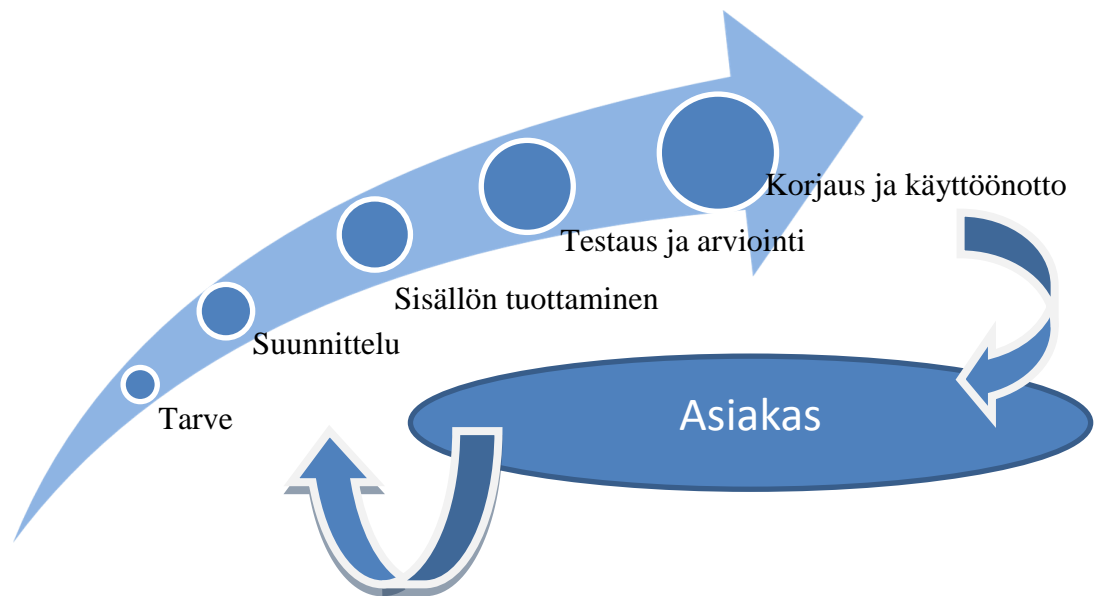 Korjaus ja käyttöönotto
Testaus ja arviointi
Sisällön tuottaminen
Suunnittelu
Tarve
Asiakas